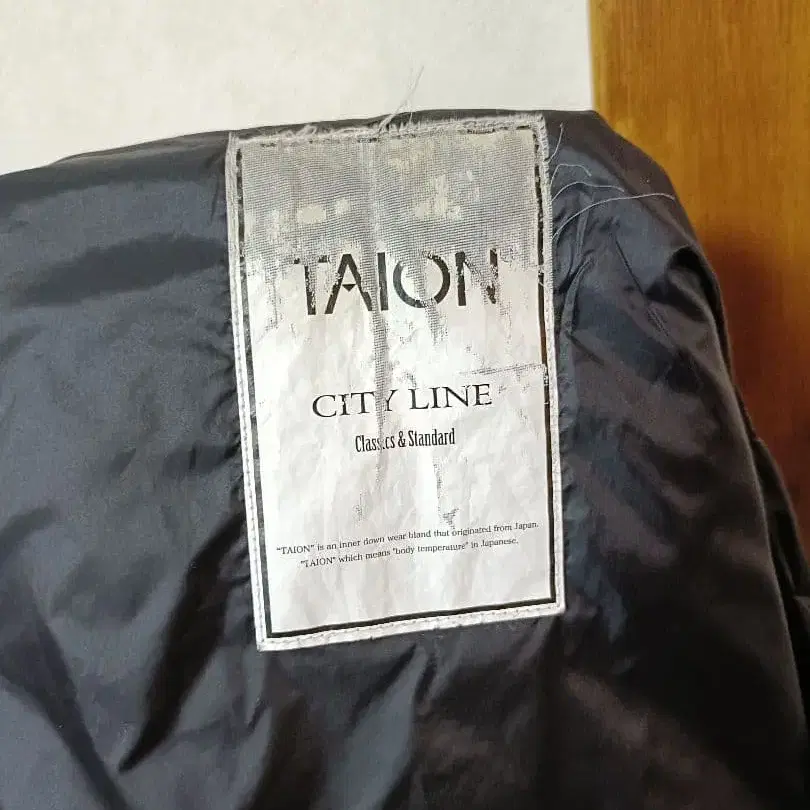 TAION
CITY LINE
Classics & Standard
"TAION" is an inner down wear bland that originated from Japan.
"TAION" which means "body temperature" in Japanese.